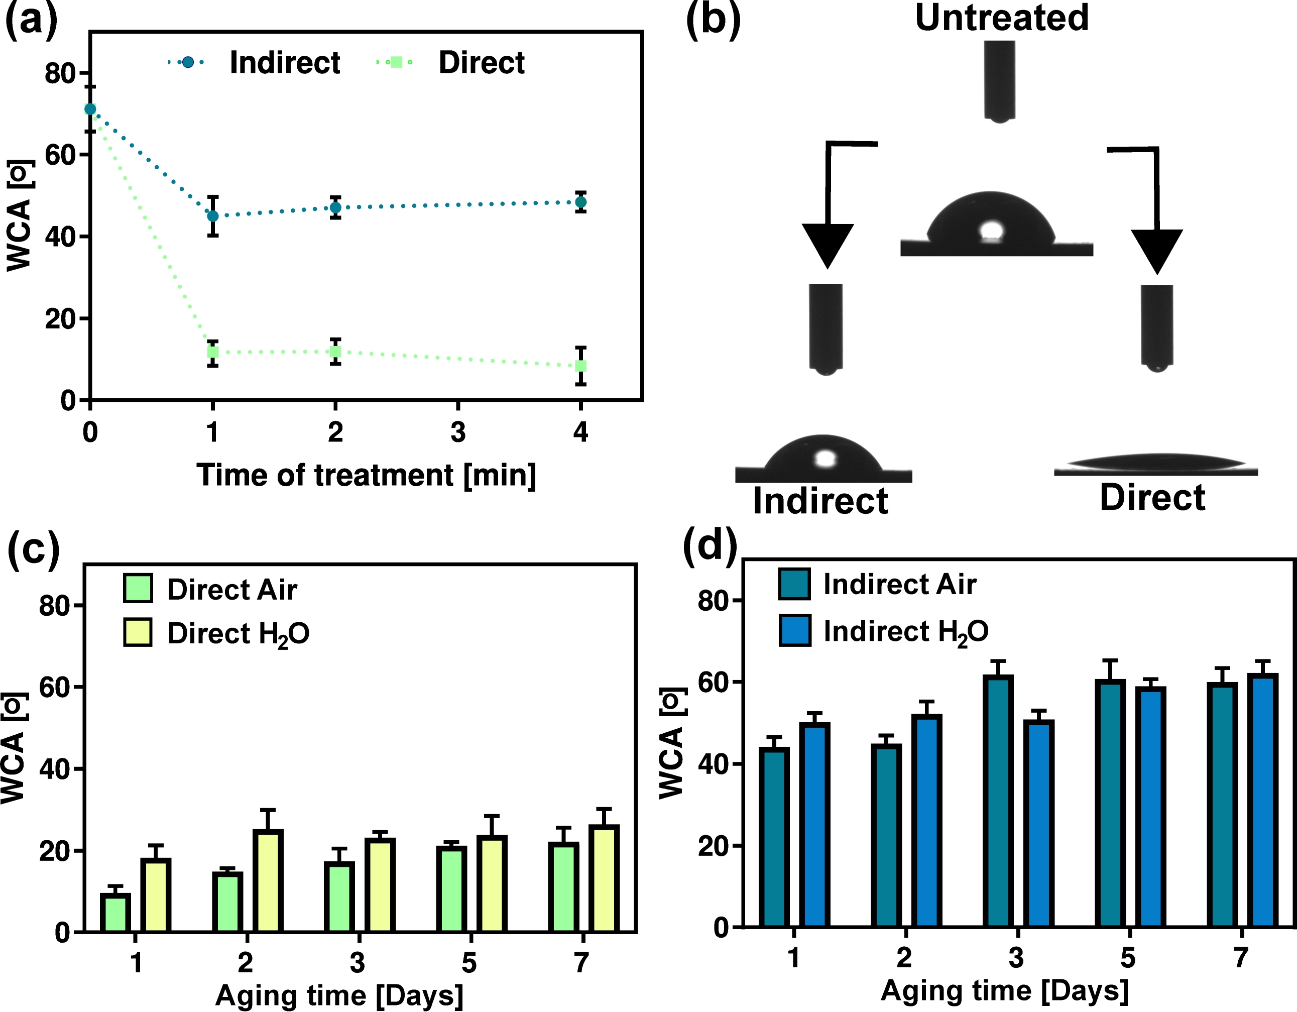 (a)
Indirect Direct
80
60
40
20
0
WCA [o]
0 1 2 3 4
Time of treatment [min]
(b)
Untreated
Indirect
Direct
(c)
Direct Air
Direct H₂O
80
60
40
20
0
WCA [o]
1 2 3 5 7
Aging time [Days]
(d)
Indirect Air
Indirect H₂O
80
60
40
20
0
WCA [o]
1 2 3 5 7
Aging time [Days]